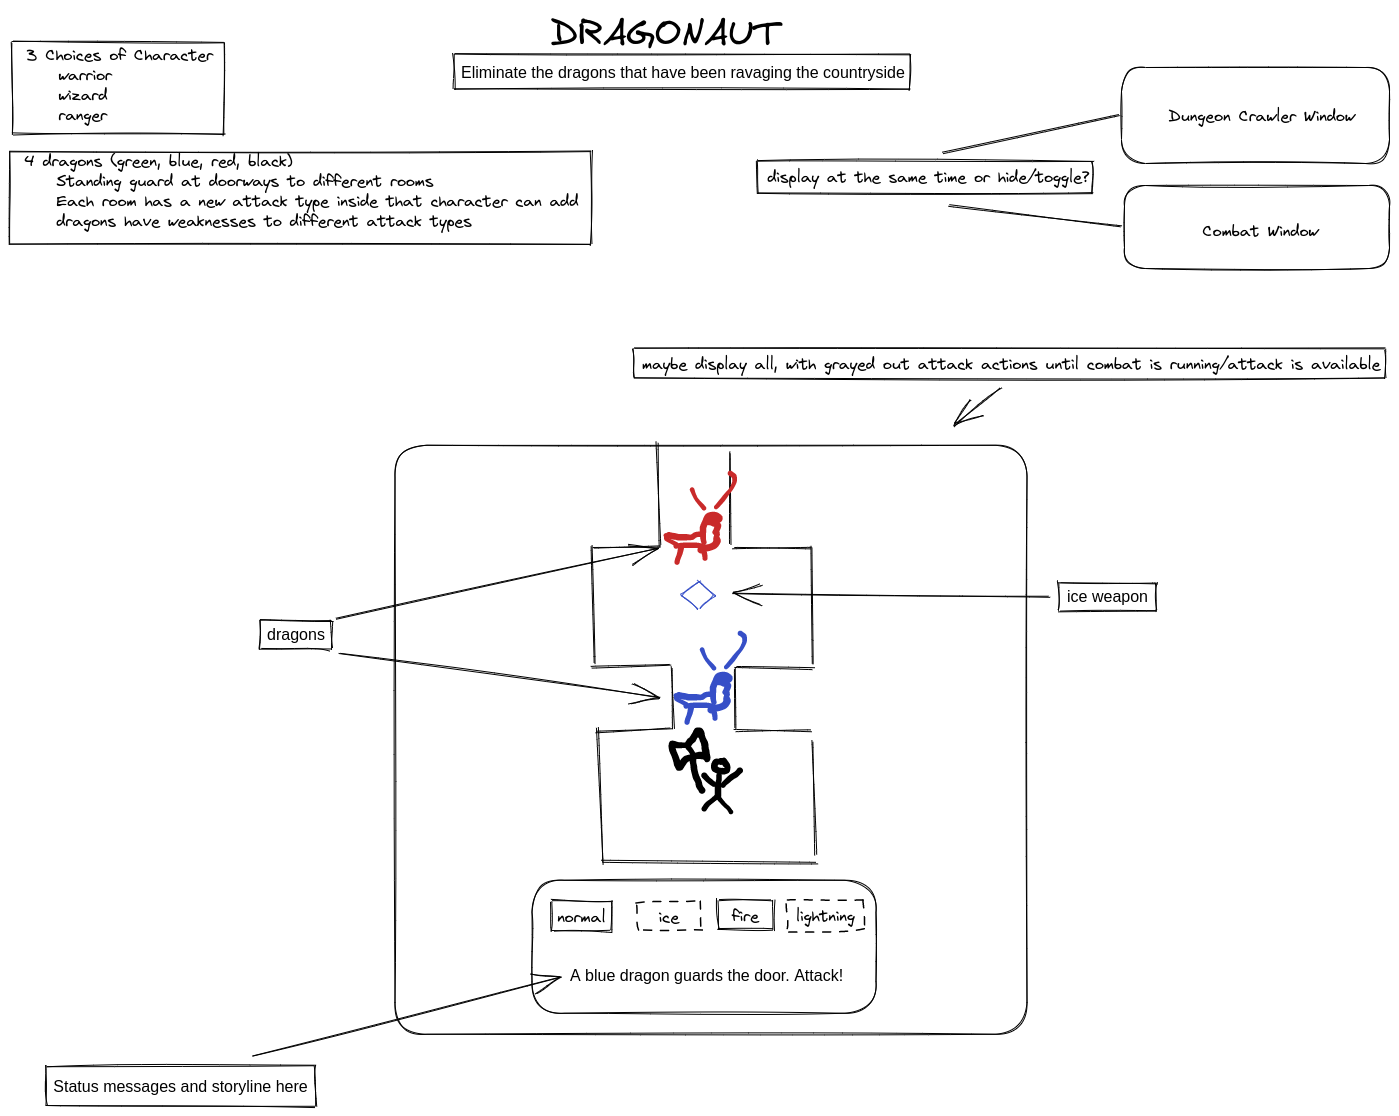 DRAGONAUT
Eliminate the dragons that have been ravaging the countryside
3 Choices of Character
warrior
wizard
ranger
4 dragons (green, blue, red, black)
Standing guard at doorways to different rooms
Each room has a new attack type inside that character can add
dragons have weaknesses to different attack types
Dungeon Crawler Window
display at the same time or hide/toggle?
Combat Window
maybe display all, with grayed out attack actions until combat is running/attack is available
ice weapon
dragons
normal
ice
fire
lightning
A blue dragon guards the door. Attack!
Status messages and storyline here